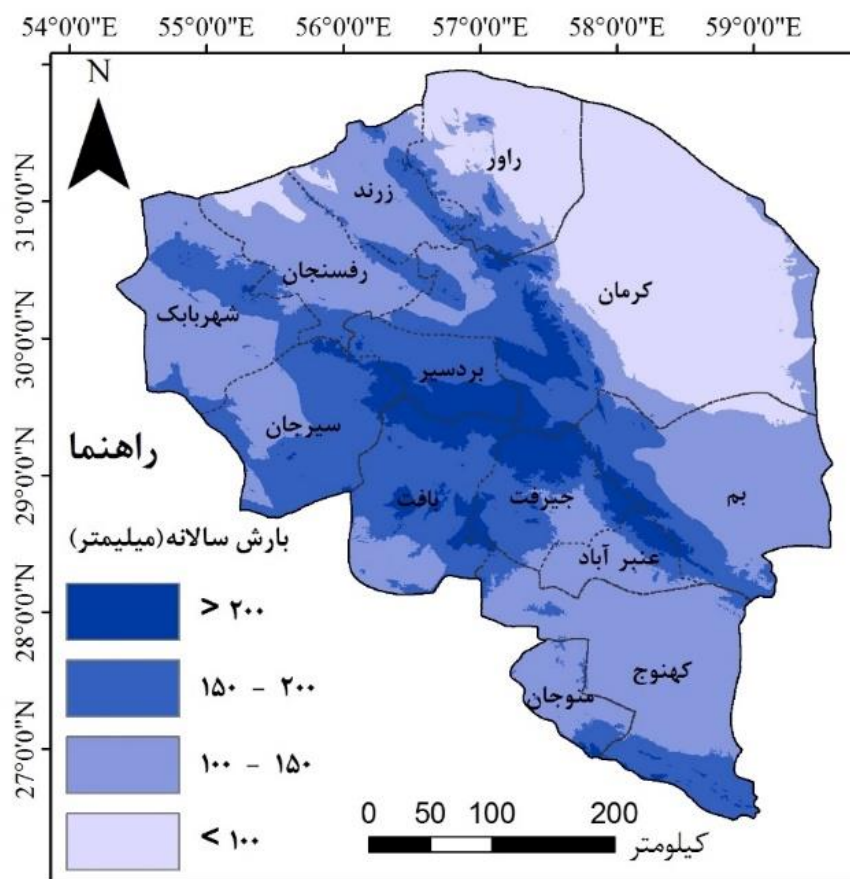 54°0'0"E 55°0'0"E 56°0'0"E 57°0'0"E 58°0'0"E 59°0'0"E
N
31°0'0"N
30°0'0"N
29°0'0"N
28°0'0"N
27°0'0"N
راور
زرند
کرمان
رفسنجان
شهربابک
بردسیر
سیرجان
بافت
جیرفت
بم
عنبر آباد
کهنوج
منوجان
راهنما
بارش سالانه(میلیمتر)
> ۲۰۰
۱۵۰ - ۲۰۰
۱۰۰ - ۱۵۰
< ۱۰۰
0 50 100 200
کیلومتر